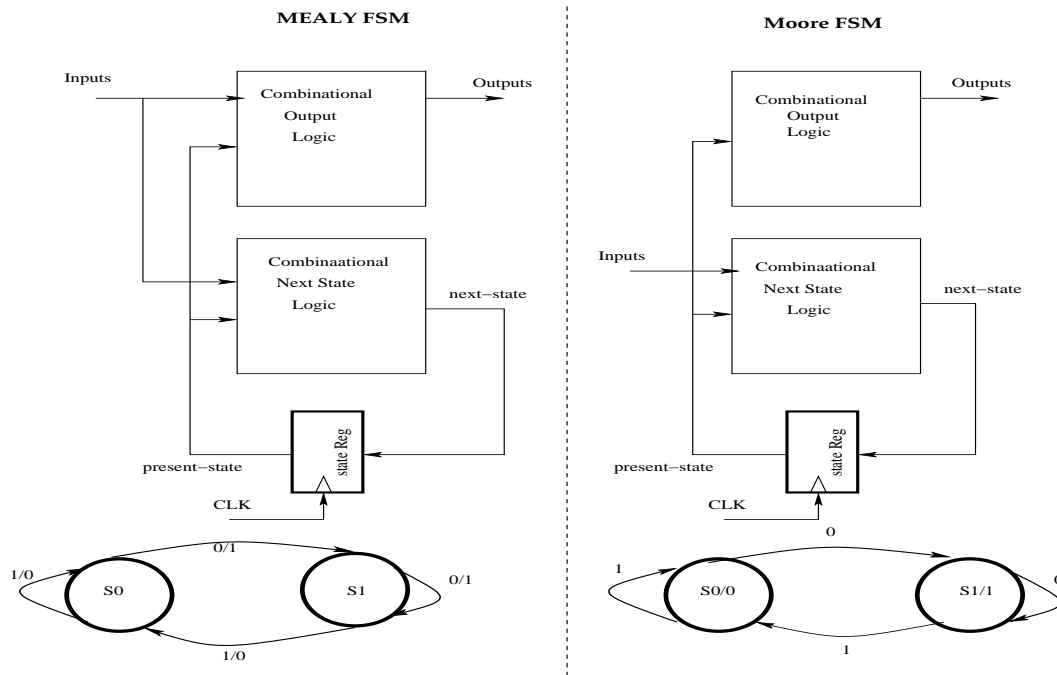 MEALY FSM
Inputs
Combinational
Output
Logic
Outputs
Combinaational
Next State
Logic
next-state
state Reg
present-state
CLK
0/1
1/0
S0
S1
0/1
1/0
Moore FSM
Combinational
Output
Logic
Outputs
Inputs
Combinaational
Next State
Logic
next-state
state Reg
present-state
CLK
0
1
S0/0
S1/1
0
1